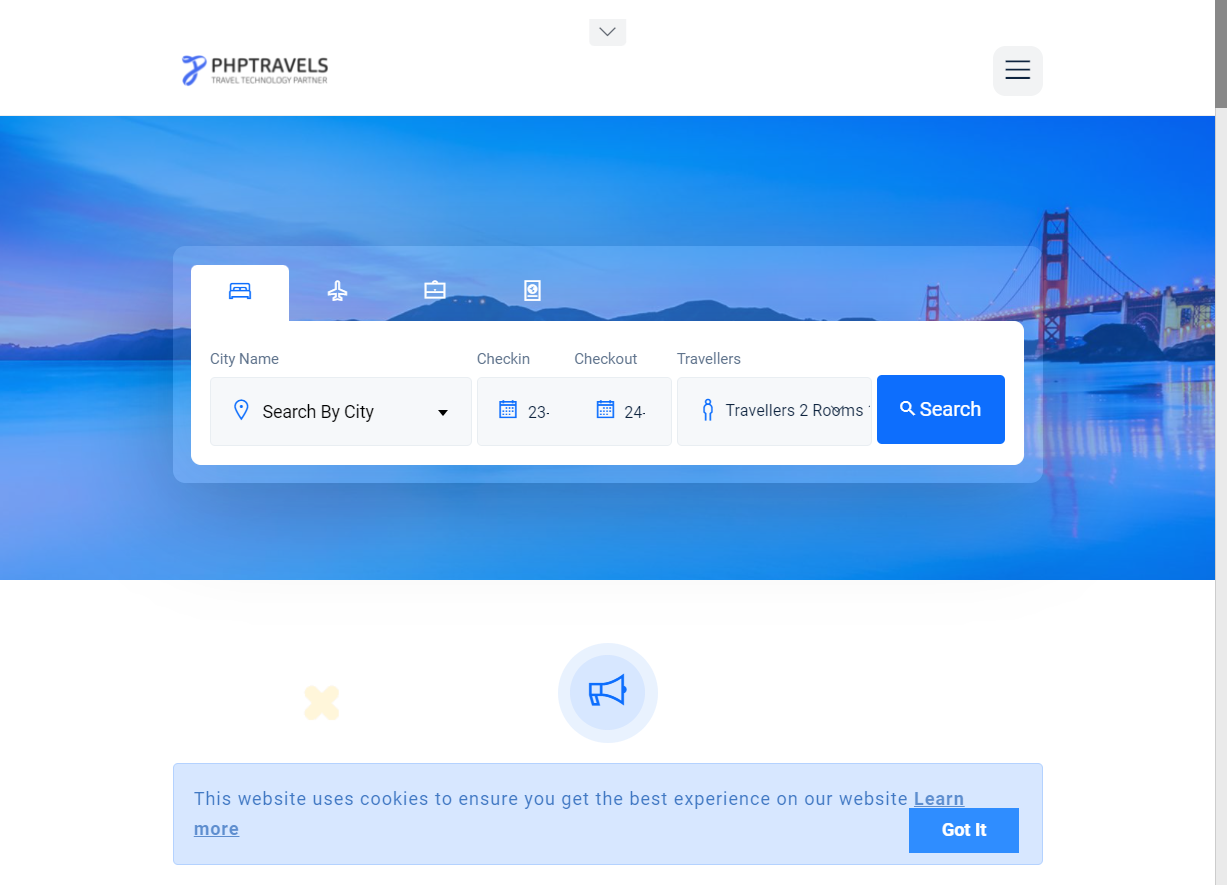 PHPTRAVELS
TRAVEL TECHNOLOGY PARTNER
City Name
Checkin
Checkout
Travellers
Search By City
23-
24-
Travellers 2 Rooms
Search
This website uses cookies to ensure you get the best experience on our website Learn
more
Got It